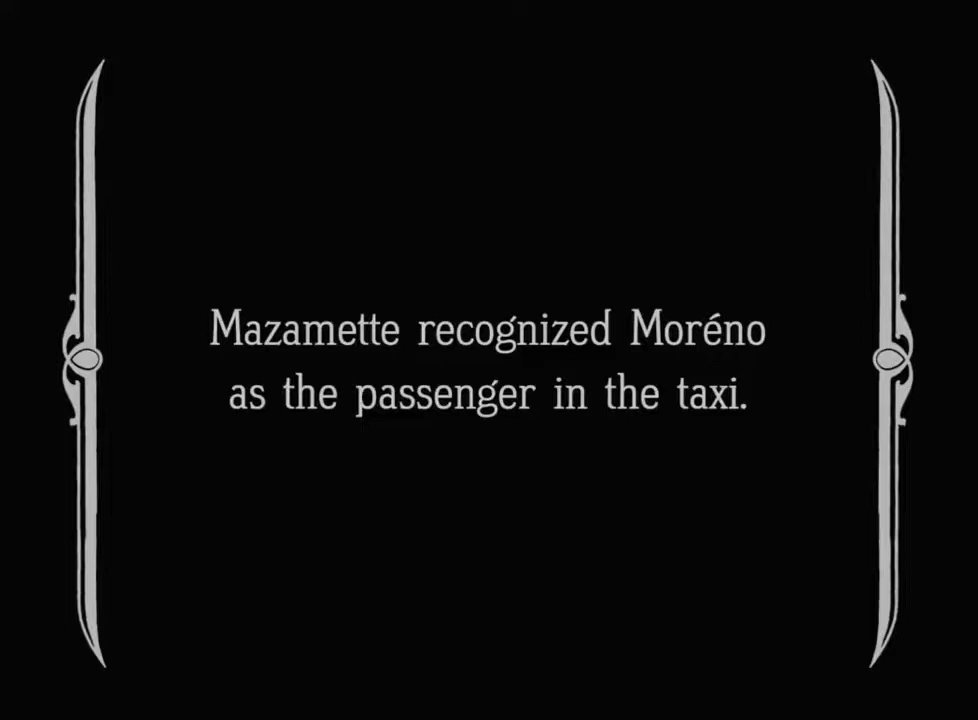 Mazamette recognized Moréno
as the passenger in the taxi.